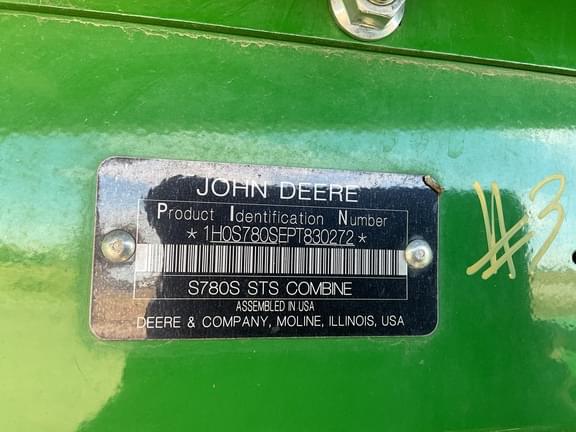 JOHN DEERE
P I N
Product Identification Number
*1H0S780SEPT830272*
S780S STS COMBINE
ASSEMBLED IN USA
DEERE & COMPANY, MOLINE, ILLINOIS, USA
#3